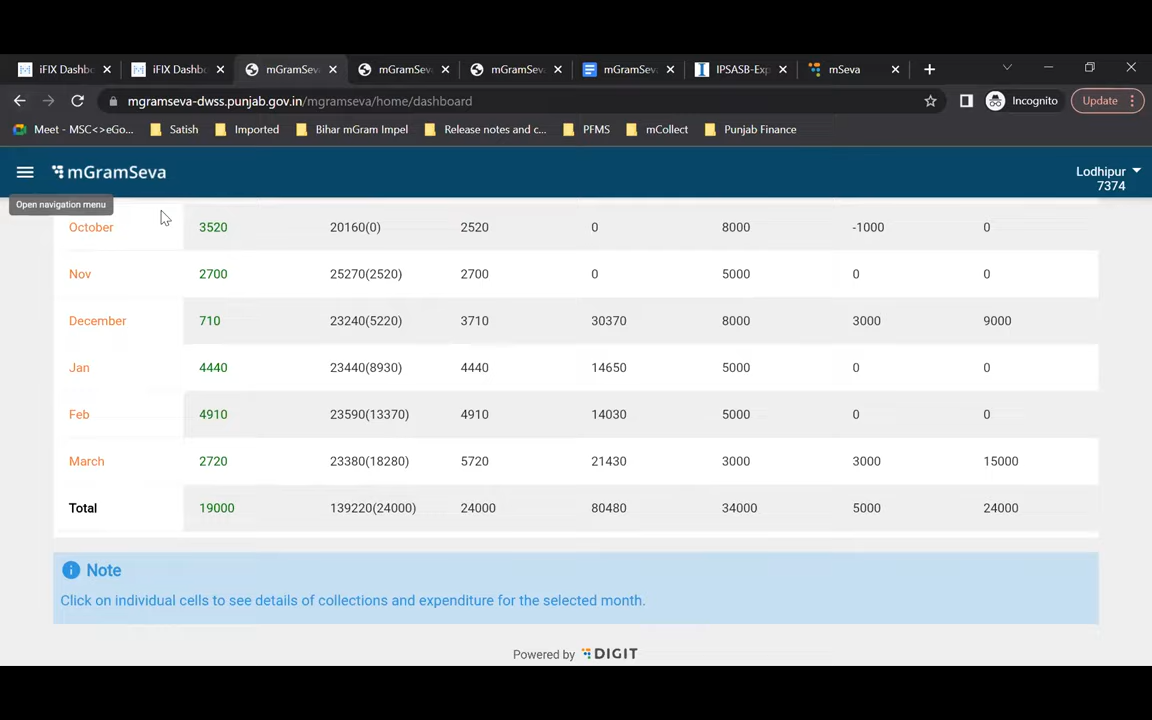 iFIX Dashbo
iFIX Dashbo
mGramSeva
mGramSeva
mGramSeva
mGramSeva
IPSASB-Exp
mSeva
mgramseva-dwss.punjab.gov.in/mgramseva/home/dashboard
Incognito
Update
Meet - MSC<>eGo...
Satish
Imported
Bihar mGram Impel
Release notes and c...
PFMS
mCollect
Punjab Finance
mGramSeva
Lodhipur
7374
Open navigation menu
October 3520 20160(0) 2520 0 8000 -1000 0
Nov 2700 25270(2520) 2700 0 5000 0 0
December 710 23240(5220) 3710 30370 8000 3000 9000
Jan 4440 23440(8930) 4440 14650 5000 0 0
Feb 4910 23590(13370) 4910 14030 5000 0 0
March 2720 23380(18280) 5720 21430 3000 3000 15000
Total 19000 139220(24000) 24000 80480 34000 5000 24000
Note
Click on individual cells to see details of collections and expenditure for the selected month.
Powered by DIGIT